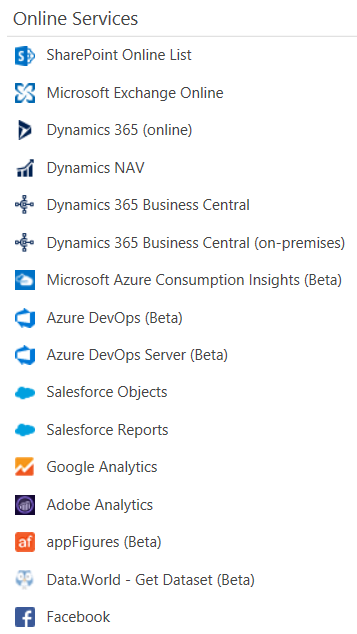 Online Services
SharePoint Online List
Microsoft Exchange Online
Dynamics 365 (online)
Dynamics NAV
Dynamics 365 Business Central
Dynamics 365 Business Central (on-premises)
Microsoft Azure Consumption Insights (Beta)
Azure DevOps (Beta)
Azure DevOps Server (Beta)
Salesforce Objects
Salesforce Reports
Google Analytics
Adobe Analytics
af appFigures (Beta)
Data.World - Get Dataset (Beta)
Facebook